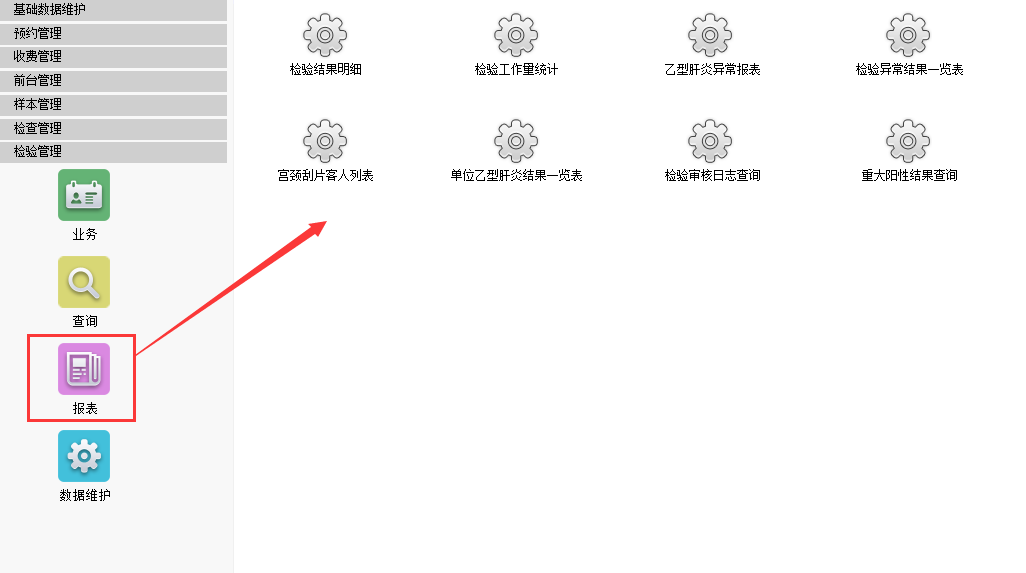 基础数据维护
预约管理
收费管理
前台管理
样本管理
检查管理
检验管理
业务
查询
报表
数据维护
检验结果明细
检验工作量统计
乙型肝炎异常报表
检验异常结果一览表
宫颈刮片客人列表
单位乙型肝炎结果一览表
检验审核日志查询
重大阳性结果查询